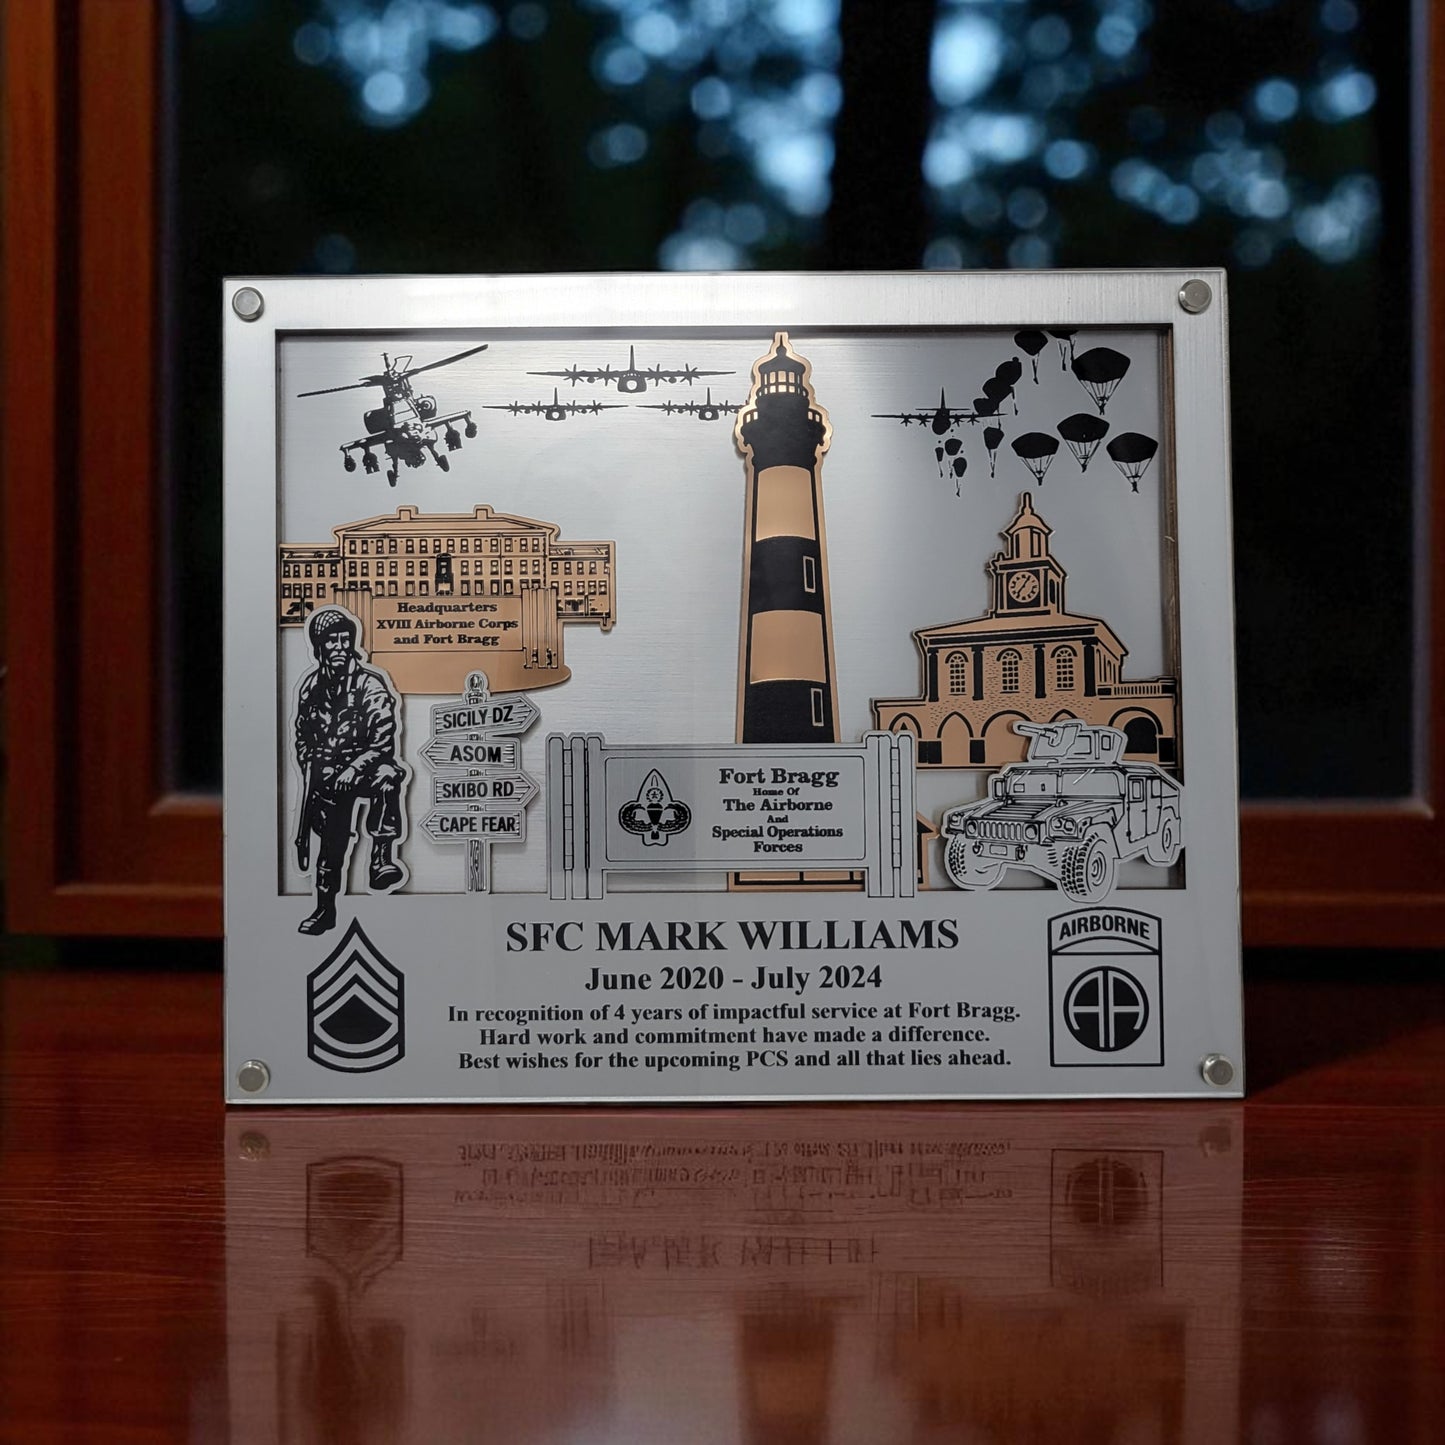 Headquarters
XVIII Airborne Corps
and Fort Bragg
SICILY DZ
ASOM
SKIBO RD
CAPE FEAR
Fort Bragg
Home Of
The Airborne
And
Special Operations
Forces
SFC MARK WILLIAMS
June 2020 - July 2024
In recognition of 4 years of impactful service at Fort Bragg.
Hard work and commitment have made a difference.
Best wishes for the upcoming PCS and all that lies ahead.
AIRBORNE
AA